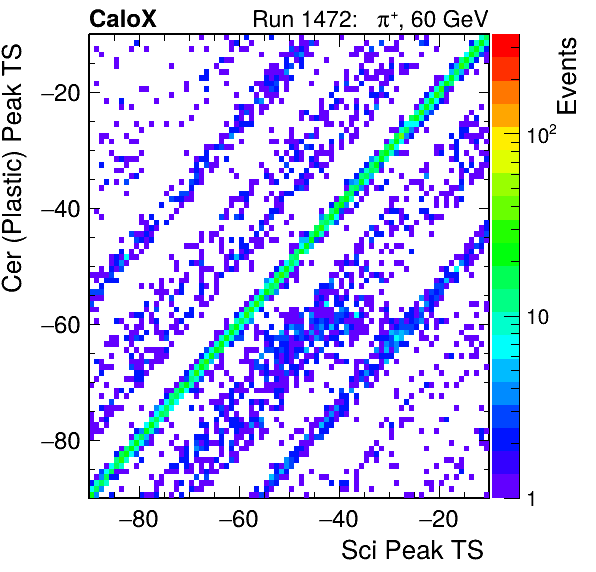 CaloX Run 1472: π⁺, 60 GeV
Cer (Plastic) Peak TS
−20
−40
−60
−80
−80 −60 −40 −20
Sci Peak TS
Events
10²
10
1